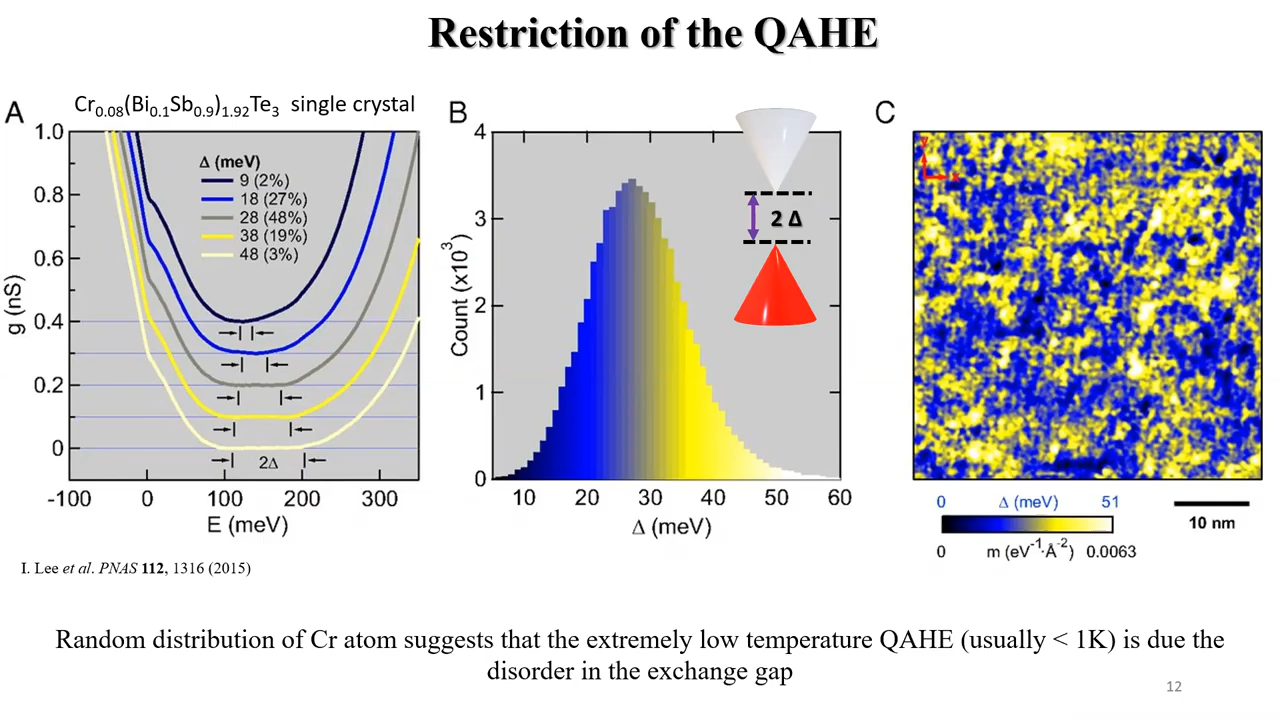 Restriction of the QAHE
A
Cr0.08(Bi0.1Sb0.9)1.92Te3 single crystal
1.0
0.8
0.6
0.4
0.2
0
g (nS)
Δ (meV)
9 (2%)
18 (27%)
28 (48%)
38 (19%)
48 (3%)
2Δ
-100 0 100 200 300
E (meV)
B
4
3
2
1
0
Count (x10³)
2 Δ
10 20 30 40 50 60
Δ (meV)
C
y
x
0 Δ (meV) 51
0 m (eV⁻¹·Å⁻²) 0.0063
10 nm
I. Lee et al. PNAS 112, 1316 (2015)
Random distribution of Cr atom suggests that the extremely low temperature QAHE (usually < 1K) is due the
disorder in the exchange gap
12